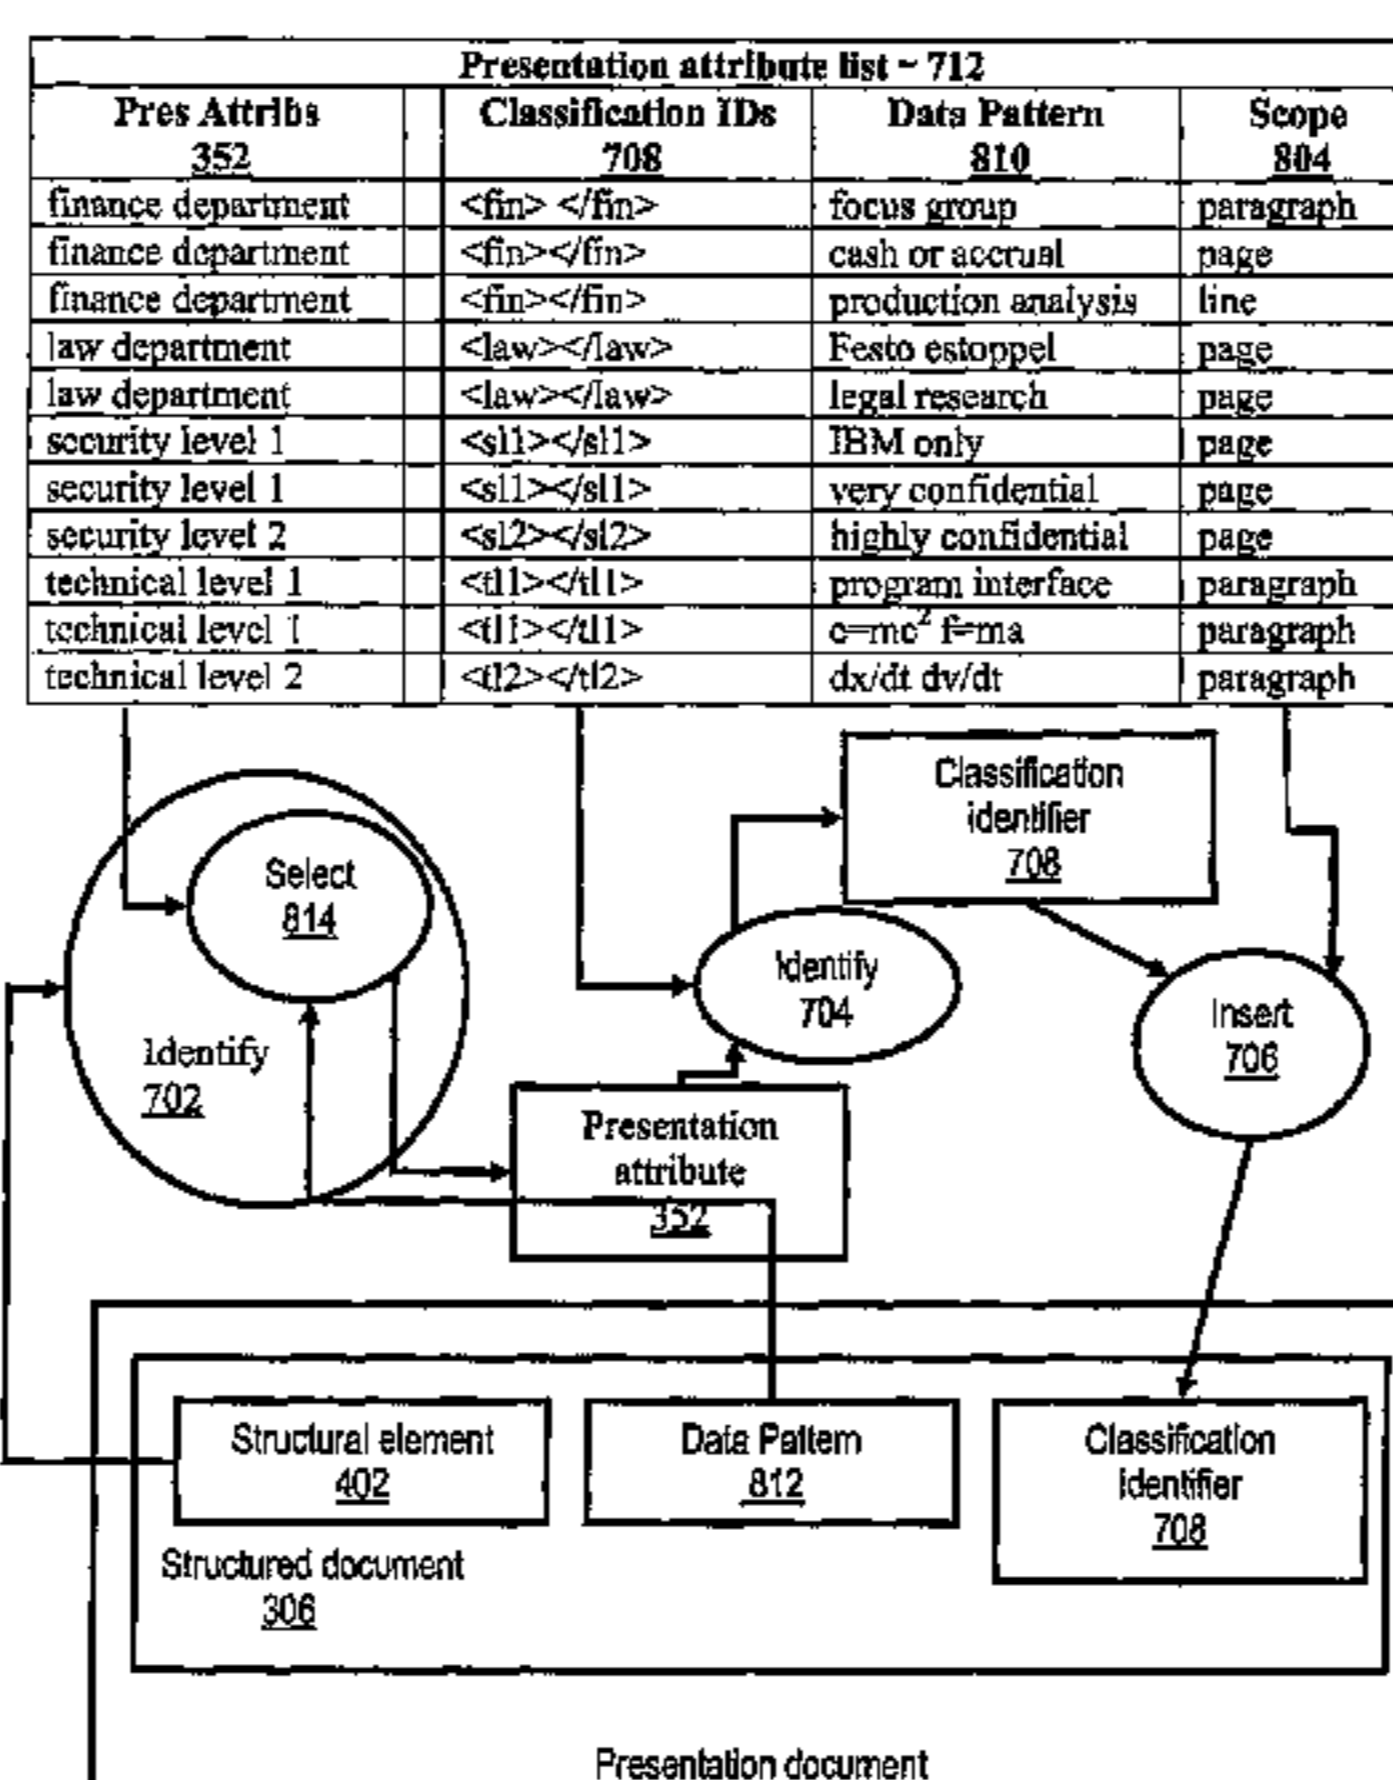 Presentation attribute list ~ 712
Pres Attribs Classification IDs Data Pattern Scope
352 708 810 804
finance department <fin> </fin> focus group paragraph
finance department <fin></fin> cash or accrual page
finance department <fin></fin> production analysis line
law department <law></law> Festo estoppel page
law department <law></law> legal research page
security level 1 <sl1></sl1> IBM only page
security level 1 <sl1></sl1> very confidential page
security level 2 <sl2></sl2> highly confidential page
technical level 1 <tl1></tl1> program interface paragraph
technical level 1 <tl1></tl1> e=mc² f=ma paragraph
technical level 2 <tl2></tl2> dx/dt dv/dt paragraph
Classification
identifier
708
Select
814
Identify
704
Insert
706
Identify
702
Presentation
attribute
352
Structural element
402
Data Pattern
812
Classification
identifier
708
Structured document
306
Presentation document